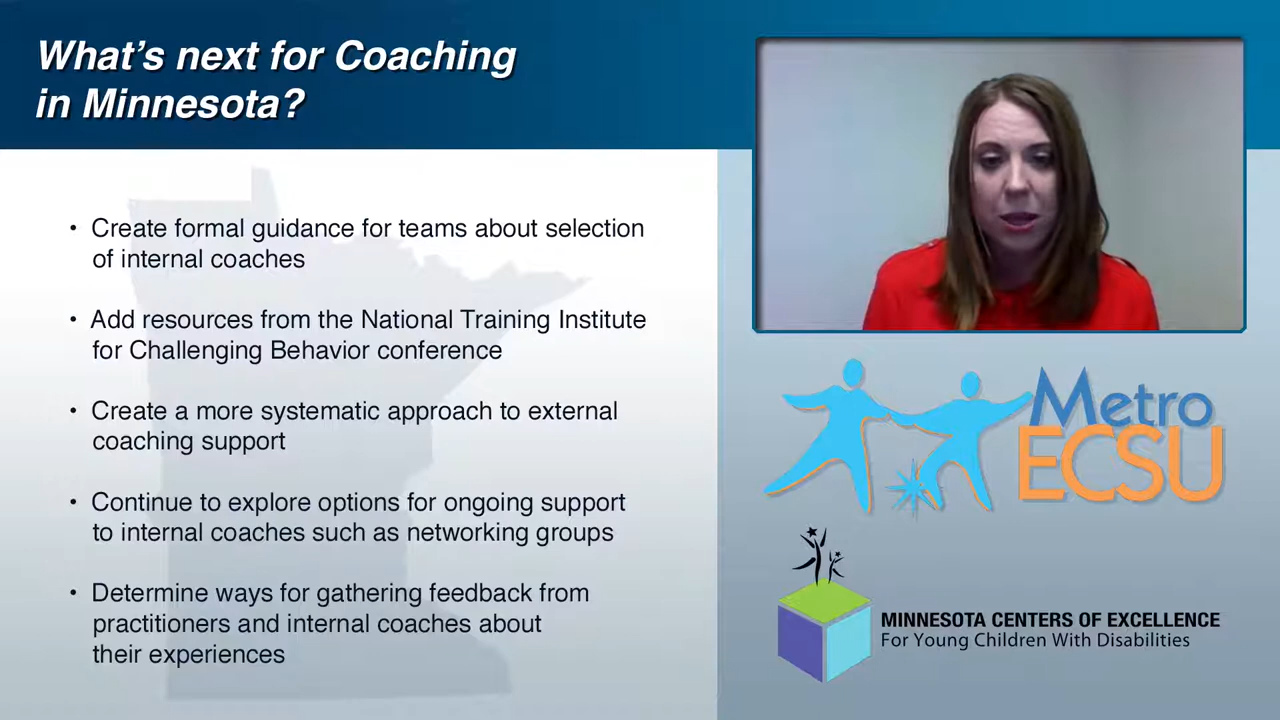 What’s next for Coaching
in Minnesota?
• Create formal guidance for teams about selection
of internal coaches
• Add resources from the National Training Institute
for Challenging Behavior conference
• Create a more systematic approach to external
coaching support
• Continue to explore options for ongoing support
to internal coaches such as networking groups
• Determine ways for gathering feedback from
practitioners and internal coaches about
their experiences
Metro
ECSU
MINNESOTA CENTERS OF EXCELLENCE
For Young Children With Disabilities